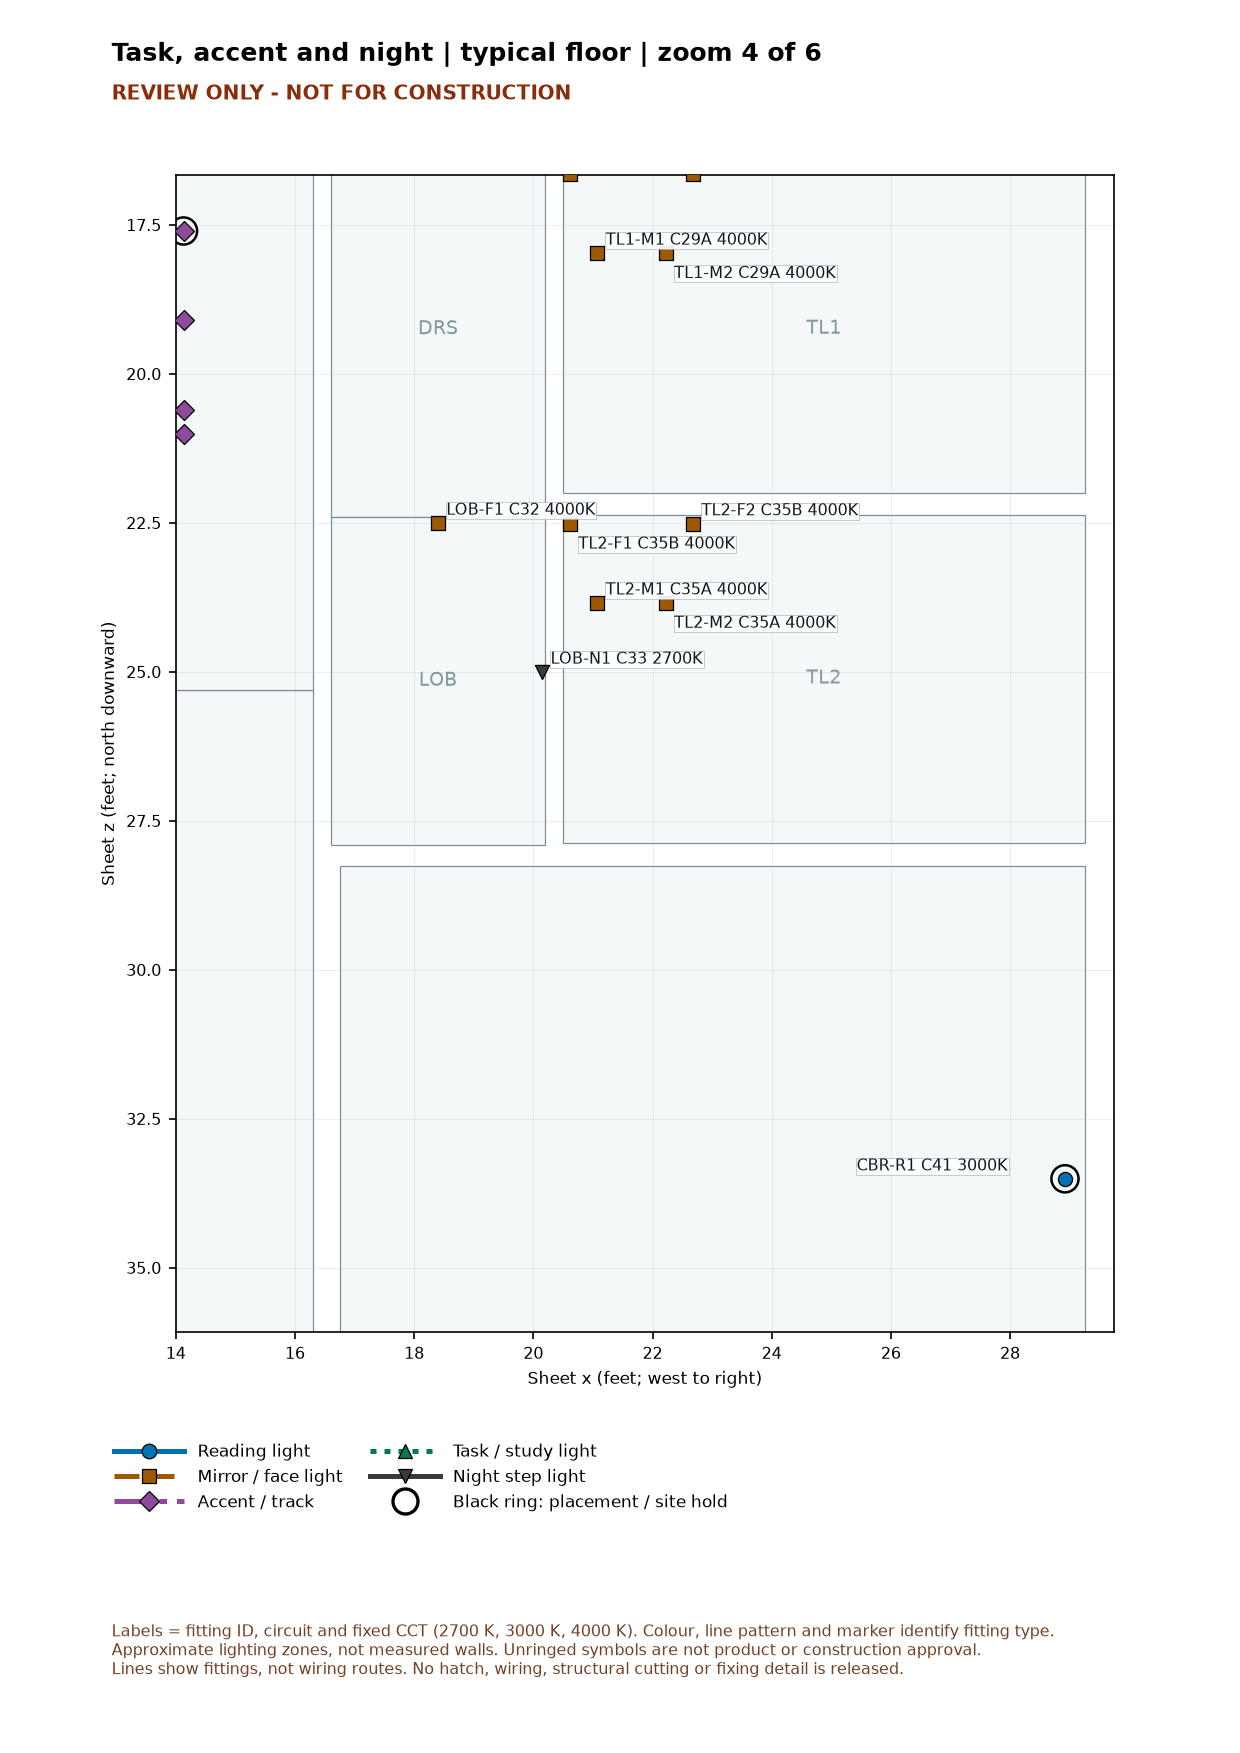 Task, accent and night | typical floor | zoom 4 of 6
REVIEW ONLY - NOT FOR CONSTRUCTION
17.5
TL1-M1 C29A 4000K
TL1-M2 C29A 4000K
DRS
TL1
20.0
22.5
LOB-F1 C32 4000K
TL2-F2 C35B 4000K
TL2-F1 C35B 4000K
TL2-M1 C35A 4000K
TL2-M2 C35A 4000K
LOB-N1 C33 2700K
25.0
LOB
TL2
Sheet z (feet; north downward)
27.5
30.0
32.5
CBR-R1 C41 3000K
35.0
14 16 18 20 22 24 26 28
Sheet x (feet; west to right)
Reading light
Mirror / face light
Accent / track
Task / study light
Night step light
Black ring: placement / site hold
Labels = fitting ID, circuit and fixed CCT (2700 K, 3000 K, 4000 K). Colour, line pattern and marker identify fitting type.
Approximate lighting zones, not measured walls. Unringed symbols are not product or construction approval.
Lines show fittings, not wiring routes. No hatch, wiring, structural cutting or fixing detail is released.